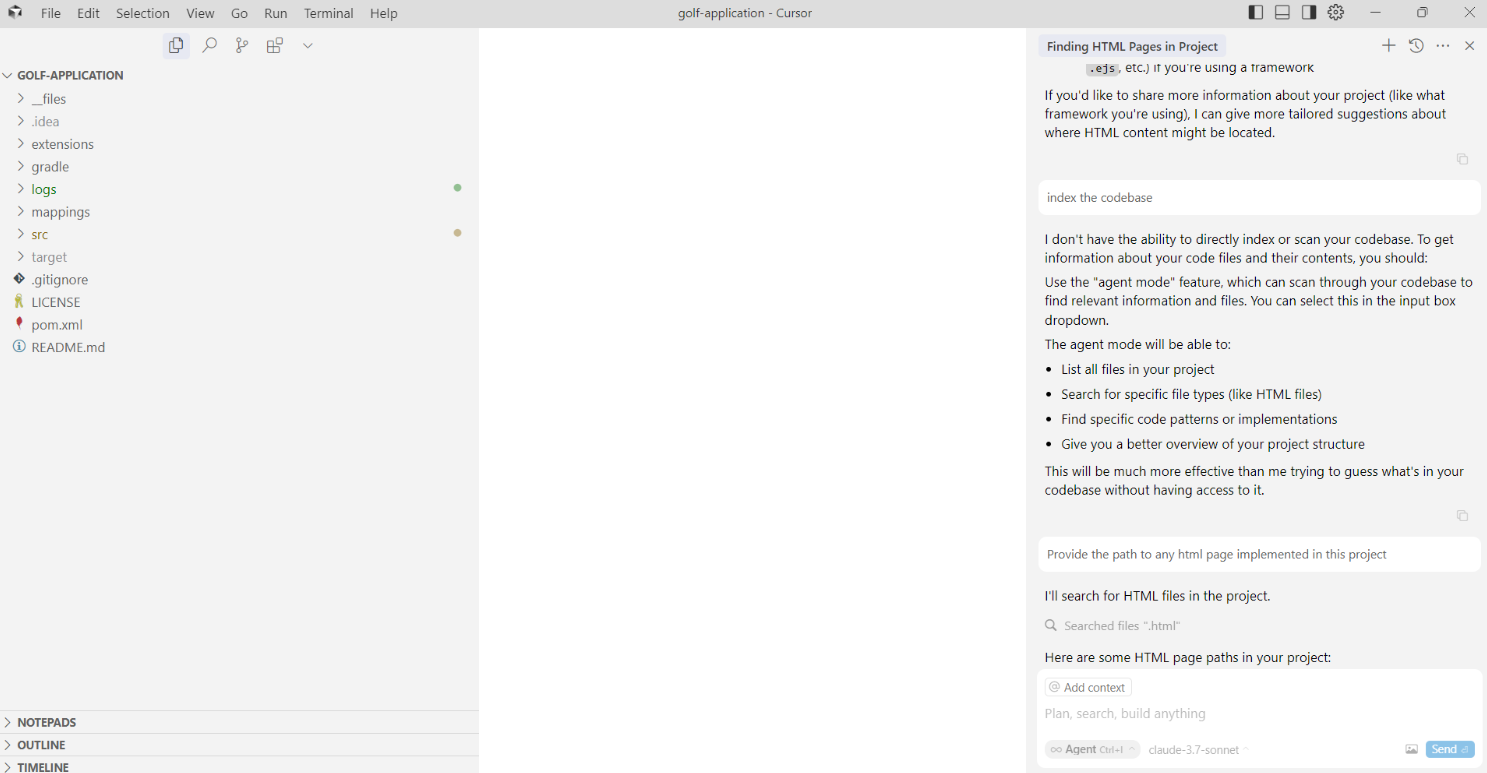 File Edit Selection View Go Run Terminal Help
golf-application - Cursor
GOLF-APPLICATION
__files
.idea
extensions
gradle
logs
mappings
src
target
.gitignore
LICENSE
pom.xml
README.md
NOTEPADS
OUTLINE
TIMELINE
Finding HTML Pages in Project
.ejs, etc.) if you're using a framework
If you'd like to share more information about your project (like what
framework you're using), I can give more tailored suggestions about
where HTML content might be located.
index the codebase
I don't have the ability to directly index or scan your codebase. To get
information about your code files and their contents, you should:
Use the "agent mode" feature, which can scan through your codebase to
find relevant information and files. You can select this in the input box
dropdown.
The agent mode will be able to:
• List all files in your project
• Search for specific file types (like HTML files)
• Find specific code patterns or implementations
• Give you a better overview of your project structure
This will be much more effective than me trying to guess what's in your
codebase without having access to it.
Provide the path to any html page implemented in this project
I'll search for HTML files in the project.
Searched files ".html"
Here are some HTML page paths in your project:
@ Add context
Plan, search, build anything
∞ Agent Ctrl+I claude-3.7-sonnet Send